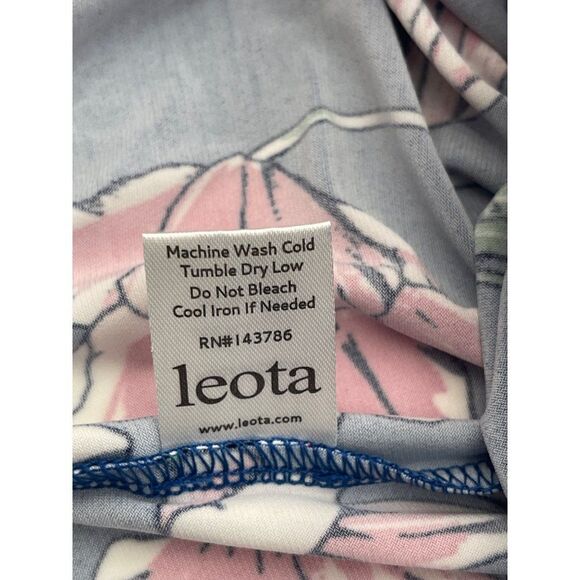 Machine Wash Cold
Tumble Dry Low
Do Not Bleach
Cool Iron If Needed
RN#143786
leota
www.leota.com